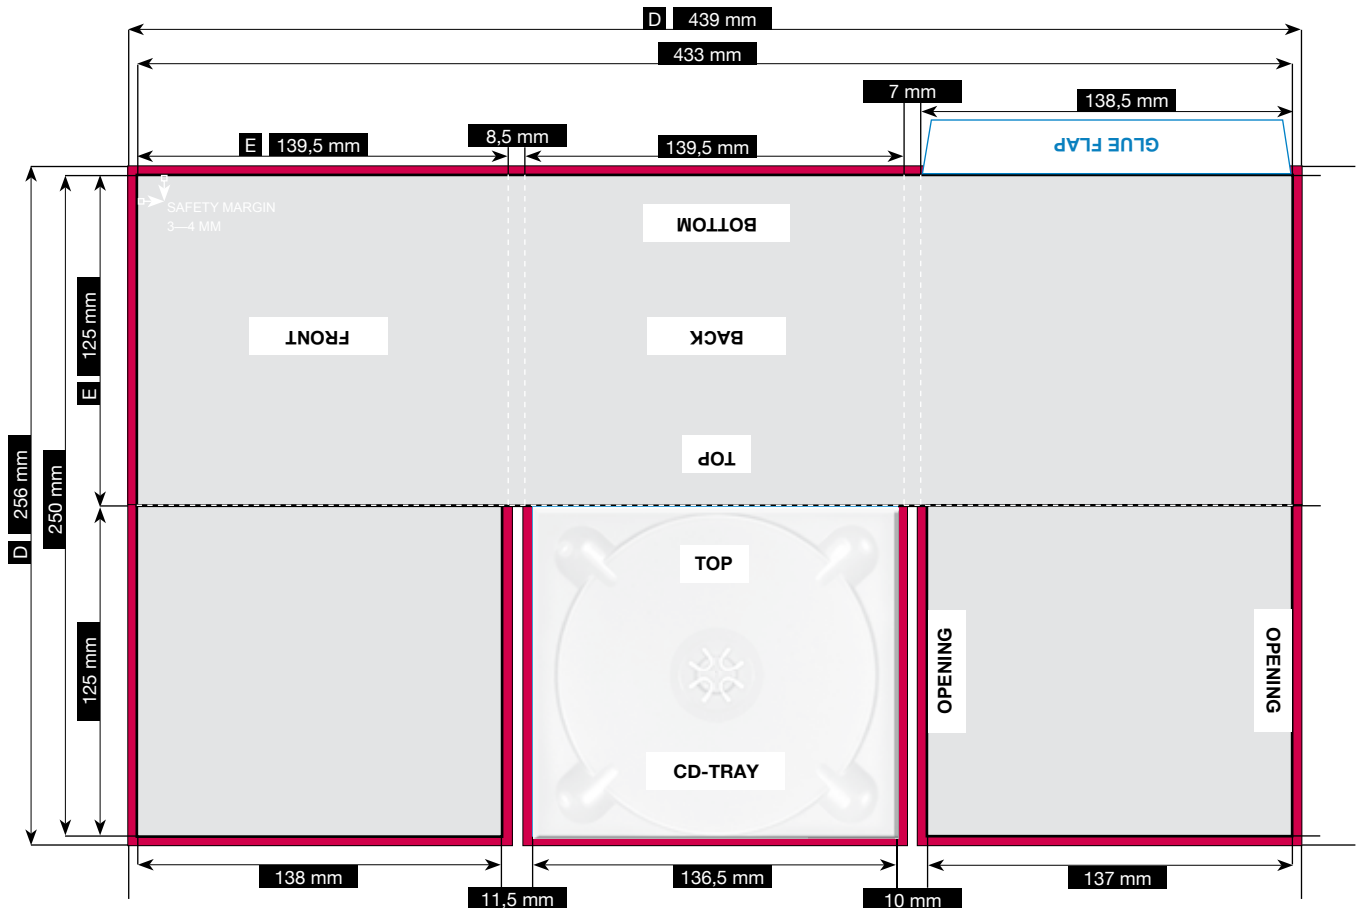 D 439 mm
433 mm
7 mm
138,5 mm
8,5 mm
E 139,5 mm
139,5 mm
GLUE FLAP
SAFETY MARGIN
3—4 MM
BOTTOM
FRONT
BACK
TOP
125 mm
E
D 256 mm
250 mm
125 mm
TOP
CD-TRAY
OPENING
OPENING
138 mm
136,5 mm
137 mm
11,5 mm
10 mm